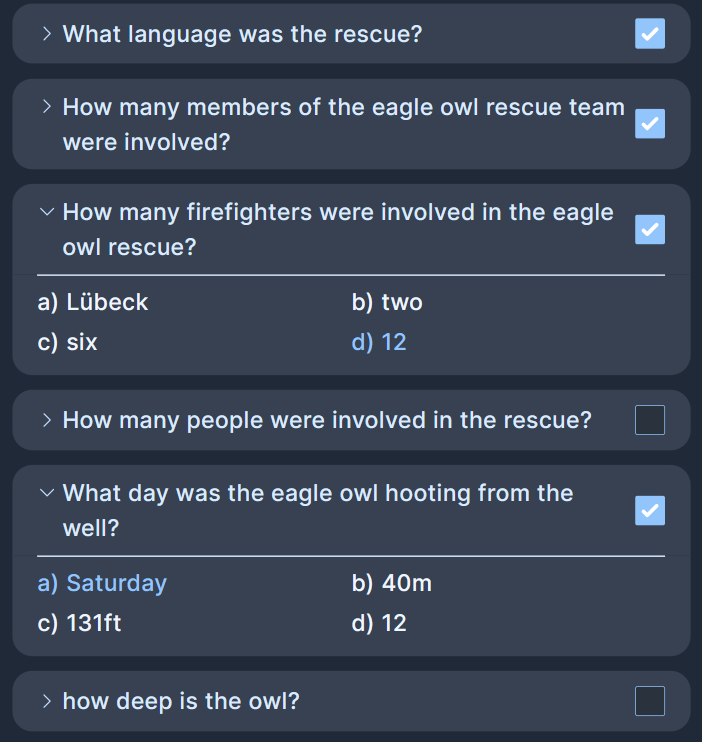 What language was the rescue?
How many members of the eagle owl rescue team
were involved?
How many firefighters were involved in the eagle
owl rescue?
a) Lübeck
b) two
c) six
d) 12
How many people were involved in the rescue?
What day was the eagle owl hooting from the
well?
a) Saturday
b) 40m
c) 131ft
d) 12
how deep is the owl?